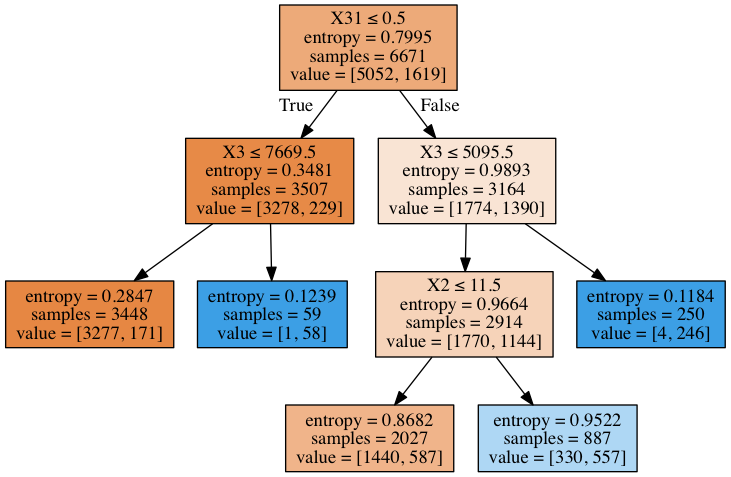 X31 ≤ 0.5
entropy = 0.7995
samples = 6671
value = [5052, 1619]
True
False
X3 ≤ 7669.5
entropy = 0.3481
samples = 3507
value = [3278, 229]
X3 ≤ 5095.5
entropy = 0.9893
samples = 3164
value = [1774, 1390]
entropy = 0.2847
samples = 3448
value = [3277, 171]
entropy = 0.1239
samples = 59
value = [1, 58]
X2 ≤ 11.5
entropy = 0.9664
samples = 2914
value = [1770, 1144]
entropy = 0.1184
samples = 250
value = [4, 246]
entropy = 0.8682
samples = 2027
value = [1440, 587]
entropy = 0.9522
samples = 887
value = [330, 557]